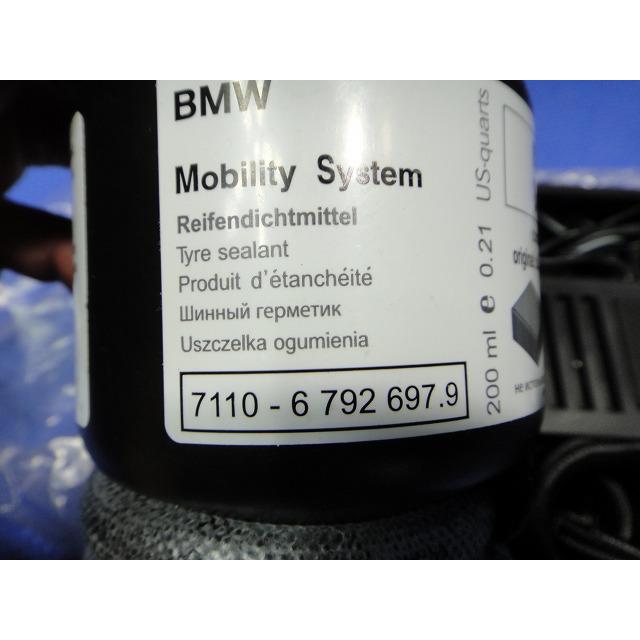 BMW
Mobility System
Reifendichtmittel
Tyre sealant
Produit d'étanchéité
Шинный герметик
Uszczelka ogumienia
7110 - 6 792 697.9
200 ml e 0.21 US-quarts